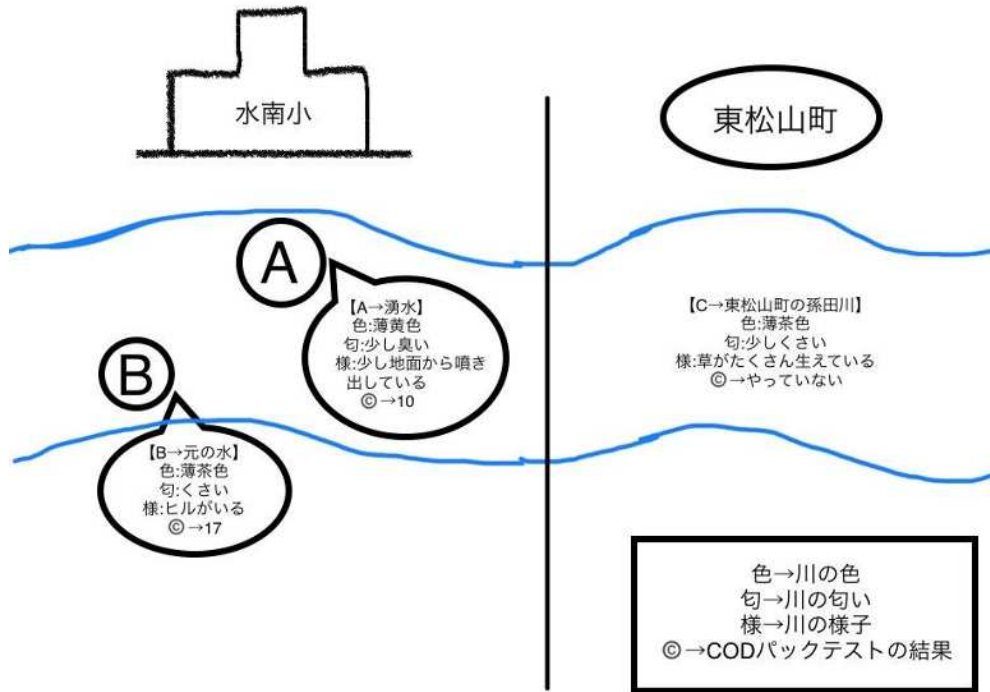 水南小
東松山町
A
【A→湧水】
色:薄黄色
匂:少し臭い
様:少し地面から噴き
出している
©→10
B
【B→元の水】
色:薄茶色
匂:くさい
様:ヒルがいる
©→17
【C→東松山町の孫田川】
色:薄茶色
匂:少しくさい
様:草がたくさん生えている
©→やっていない
色→川の色
匂→川の匂い
様→川の様子
©→CODパックテストの結果